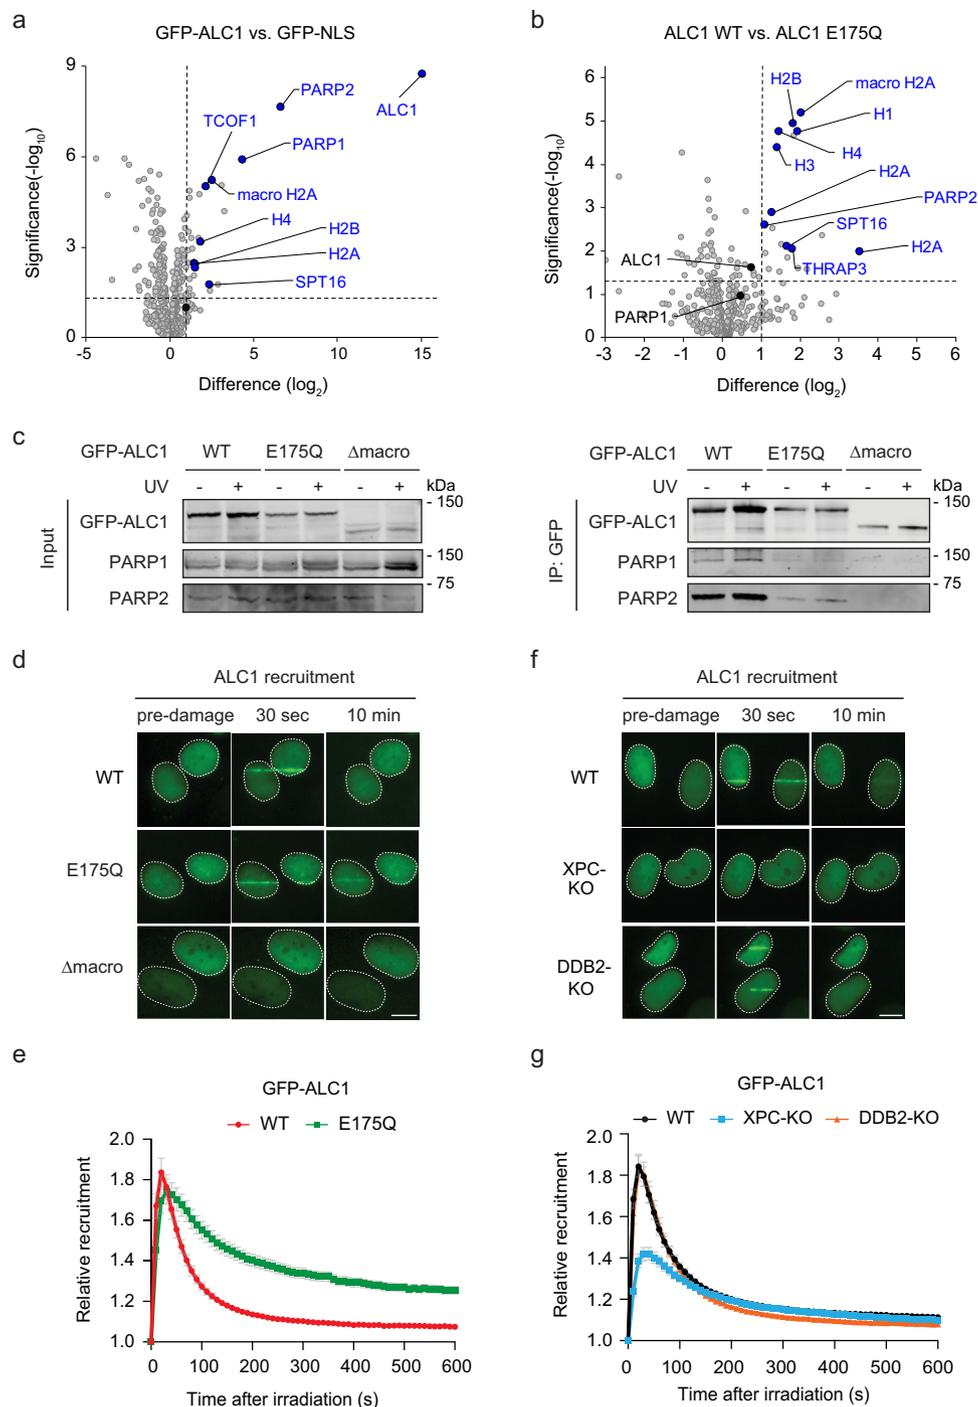 a
GFP-ALC1 vs. GFP-NLS
Significance(-log10)
9
6
3
0
-5
0
5
10
15
Difference (log2)
ALC1
PARP2
TCOF1
PARP1
macro H2A
H4
H2B
H2A
SPT16
b
ALC1 WT vs. ALC1 E175Q
Significance(-log10)
6
5
4
3
2
1
0
-3
-2
-1
0
1
2
3
4
5
6
Difference (log2)
H2B
macro H2A
H1
H4
H3
H2A
PARP2
SPT16
H2A
THRAP3
ALC1
PARP1
c
GFP-ALC1
WT
E175Q
Δmacro
UV
- + - + - +
kDa
Input
GFP-ALC1
PARP1
PARP2
- 150
- 150
- 75
GFP-ALC1
WT
E175Q
Δmacro
UV
- + - + - +
kDa
IP: GFP
GFP-ALC1
PARP1
PARP2
- 150
- 150
- 75
d
ALC1 recruitment
pre-damage 30 sec 10 min
WT
E175Q
Δmacro
f
ALC1 recruitment
pre-damage 30 sec 10 min
WT
XPC-
KO
DDB2-
KO
e
GFP-ALC1
WT E175Q
Relative recruitment
2.0
1.8
1.6
1.4
1.2
1.0
0 100 200 300 400 500 600
Time after irradiation (s)
g
GFP-ALC1
WT XPC-KO DDB2-KO
Relative recruitment
2.0
1.8
1.6
1.4
1.2
1.0
0 100 200 300 400 500 600
Time after irradiation (s)